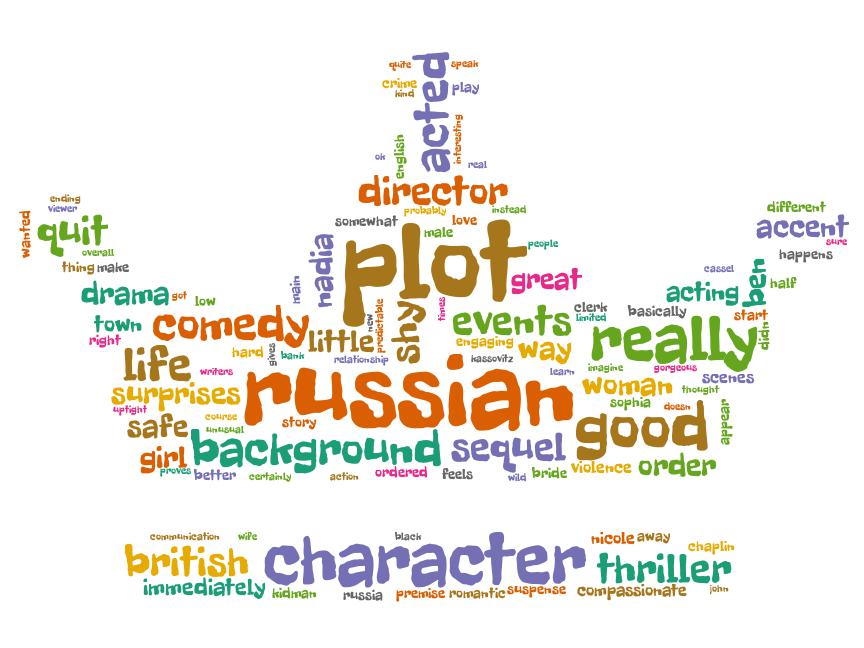 quite speak
crime acted play
kind
interesting
english
ok real
director
probably instead
ending
viewer
wanted quit
overall
thing make
somewhat love
male
nadia plot people
main great
different
accent
sure
happens
cassel
ben
half
acting
drama got low
town comedy
right
little new predictable shy times
events clerk
limited
basically
start
really didn
engaging way
life hard gives bank
relationship kassovitz
imagine gorgeous
writers learn
surprises russian woman thought scenes
uptight
sophia doesn
course
safe unusual story
good appear
girl background sequel
proves better certainly action ordered feels wild bride violence order
communication wife black nicole away
chaplin
british character thriller
immediately kidman russia premise romantic suspense compassionate john